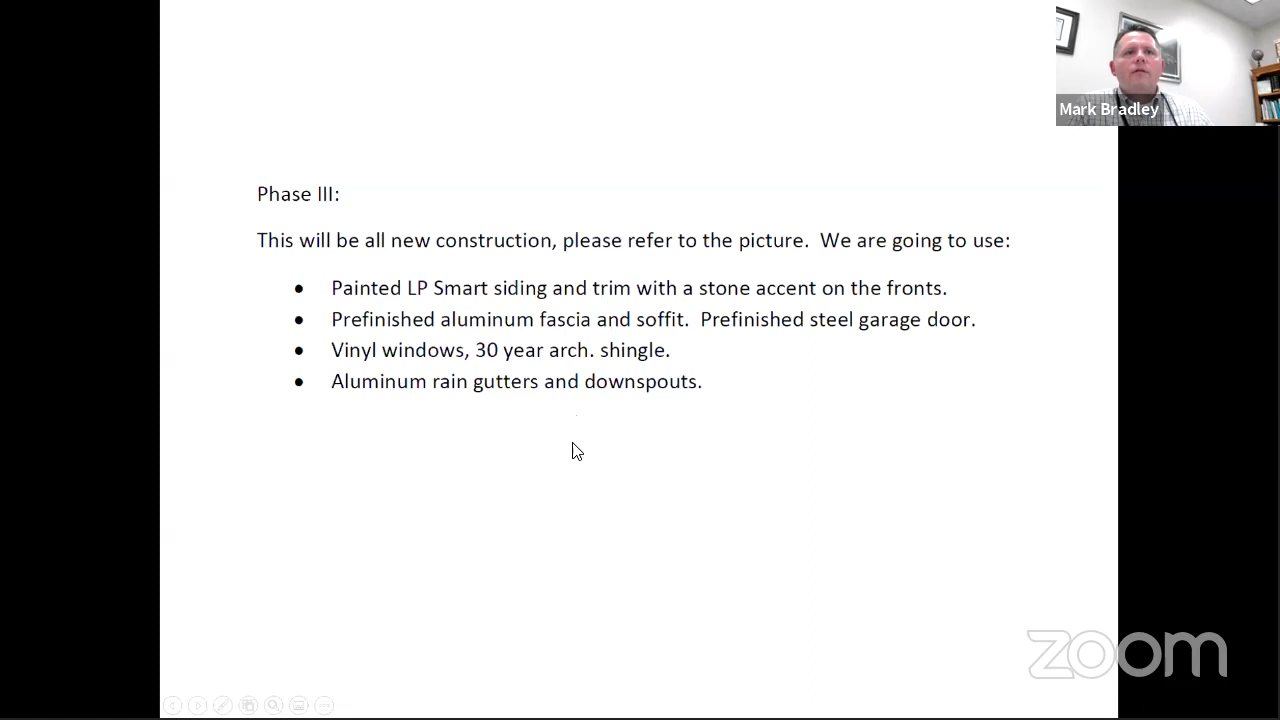 Mark Bradley
Phase III:
This will be all new construction, please refer to the picture.  We are going to use:
• Painted LP Smart siding and trim with a stone accent on the fronts.
• Prefinished aluminum fascia and soffit.  Prefinished steel garage door.
• Vinyl windows, 30 year arch. shingle.
• Aluminum rain gutters and downspouts.
zoom